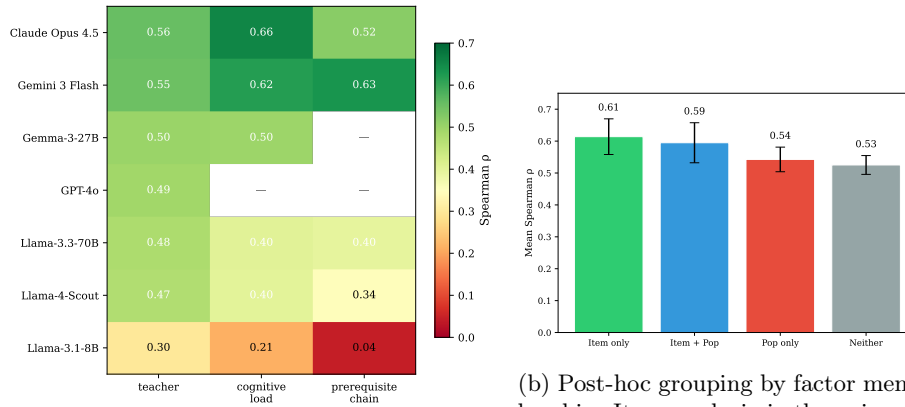 Claude Opus 4.5 0.56 0.66 0.52
Gemini 3 Flash 0.55 0.62 0.63
Gemma-3-27B 0.50 0.50 —
GPT-4o 0.49 — —
Llama-3.3-70B 0.48 0.40 0.40
Llama-4-Scout 0.47 0.40 0.34
Llama-3.1-8B 0.30 0.21 0.04
teacher cognitive prerequisite
load chain
0.7
0.6
0.5
0.4
0.3
0.2
0.1
0.0
Spearman ρ
Mean Spearman ρ
0.7
0.6
0.5
0.4
0.3
0.2
0.1
0.0
0.61
0.59
0.54
0.53
Item only Item + Pop Pop only Neither
(b) Post-hoc grouping by factor men